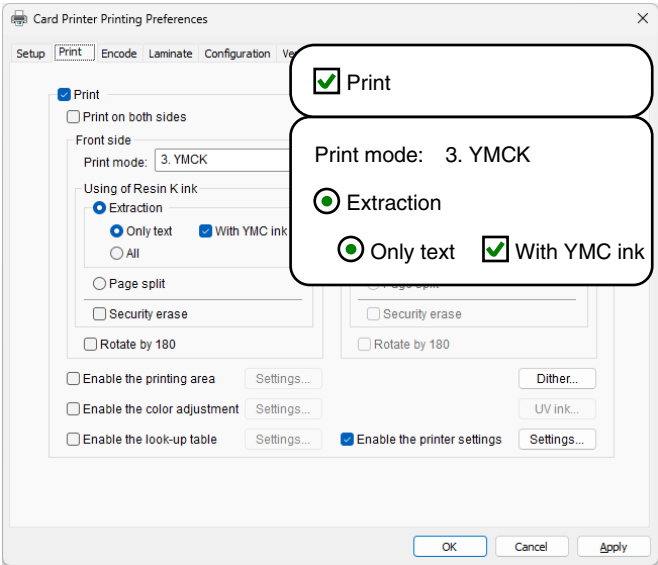 Card Printer Printing Preferences
Setup Print Encode Laminate Configuration
Print
Print
Print on both sides
Front side
Print mode: 3. YMCK
Print mode: 3. YMCK
Using of Resin K ink
Extraction
Extraction
Only text With YMC ink
Only text With YMC ink
All
Page split
Security erase
Security erase
Rotate by 180
Rotate by 180
Enable the printing area Settings... Dither...
Enable the color adjustment Settings... UV ink...
Enable the look-up table Settings... Enable the printer settings Settings...
OK Cancel Apply